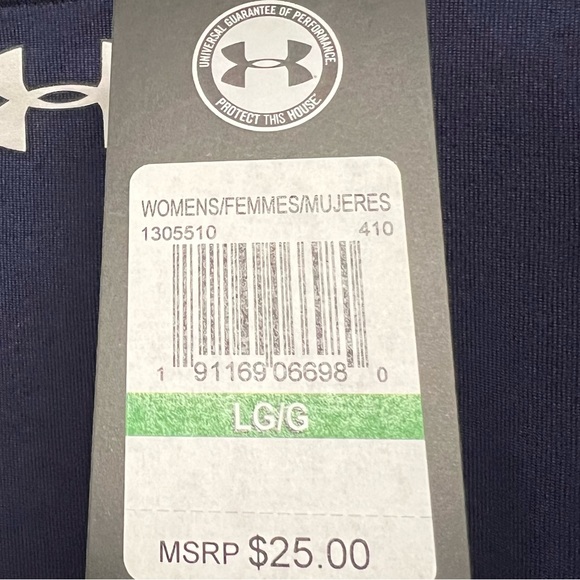 UNIVERSAL GUARANTEE OF PERFORMANCE
PROTECT THIS HOUSE
WOMENS/FEMMES/MUJERES
1305510 410
1 91169 06698 0
LG/G
MSRP $25.00